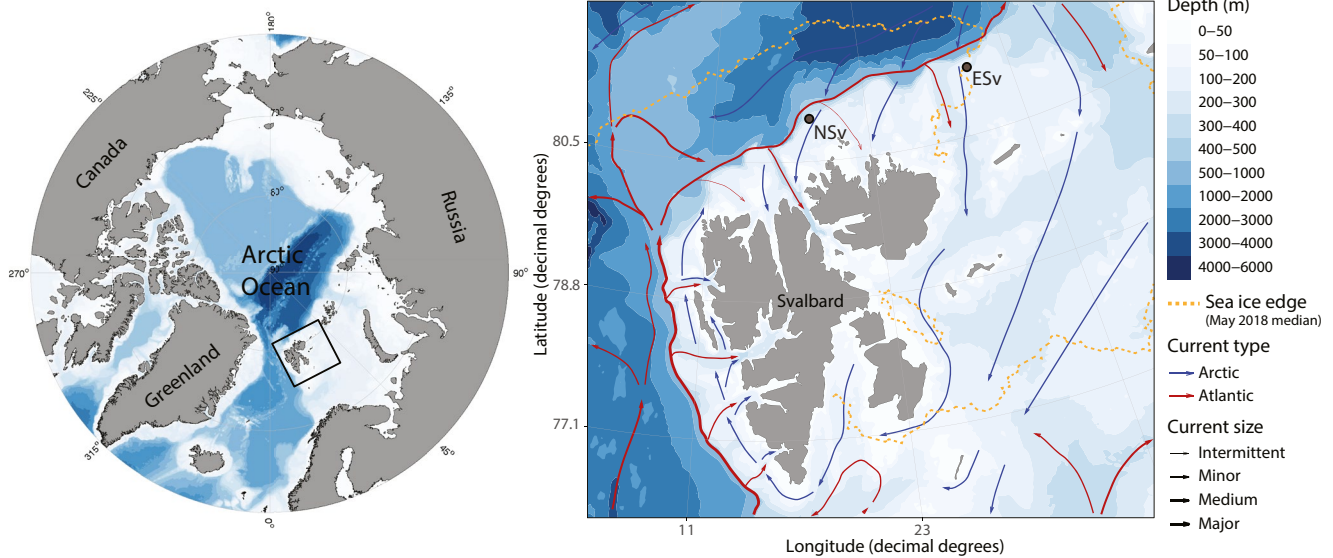 180°
135°
90°
45°
0°
315°
270°
225°
Canada
Russia
Arctic
Ocean
Greenland
Latitude (decimal degrees)
80.5
78.8
77.1
11
23
Longitude (decimal degrees)
NSv
ESv
Svalbard
Depth (m)
0–50
50–100
100–200
200–300
300–400
400–500
500–1000
1000–2000
2000–3000
3000–4000
4000–6000
Sea ice edge
(May 2018 median)
Current type
Arctic
Atlantic
Current size
Intermittent
Minor
Medium
Major